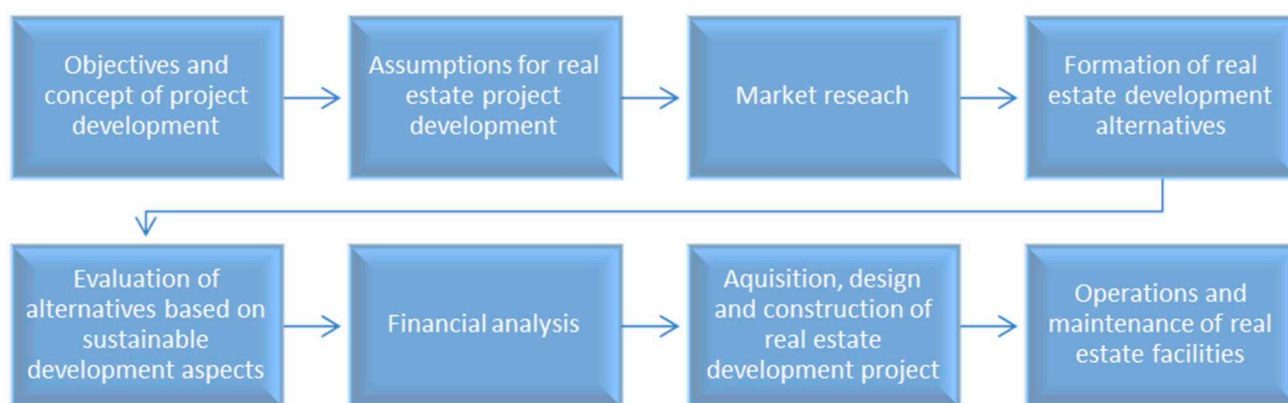 Objectives and
concept of project
development
Assumptions for real
estate project
development
Market reseach
Formation of real
estate development
alternatives
Evaluation of
alternatives based on
sustainable
development aspects
Financial analysis
Aquisition, design
and construction of
real estate
development project
Operations and
maintenance of real
estate facilities